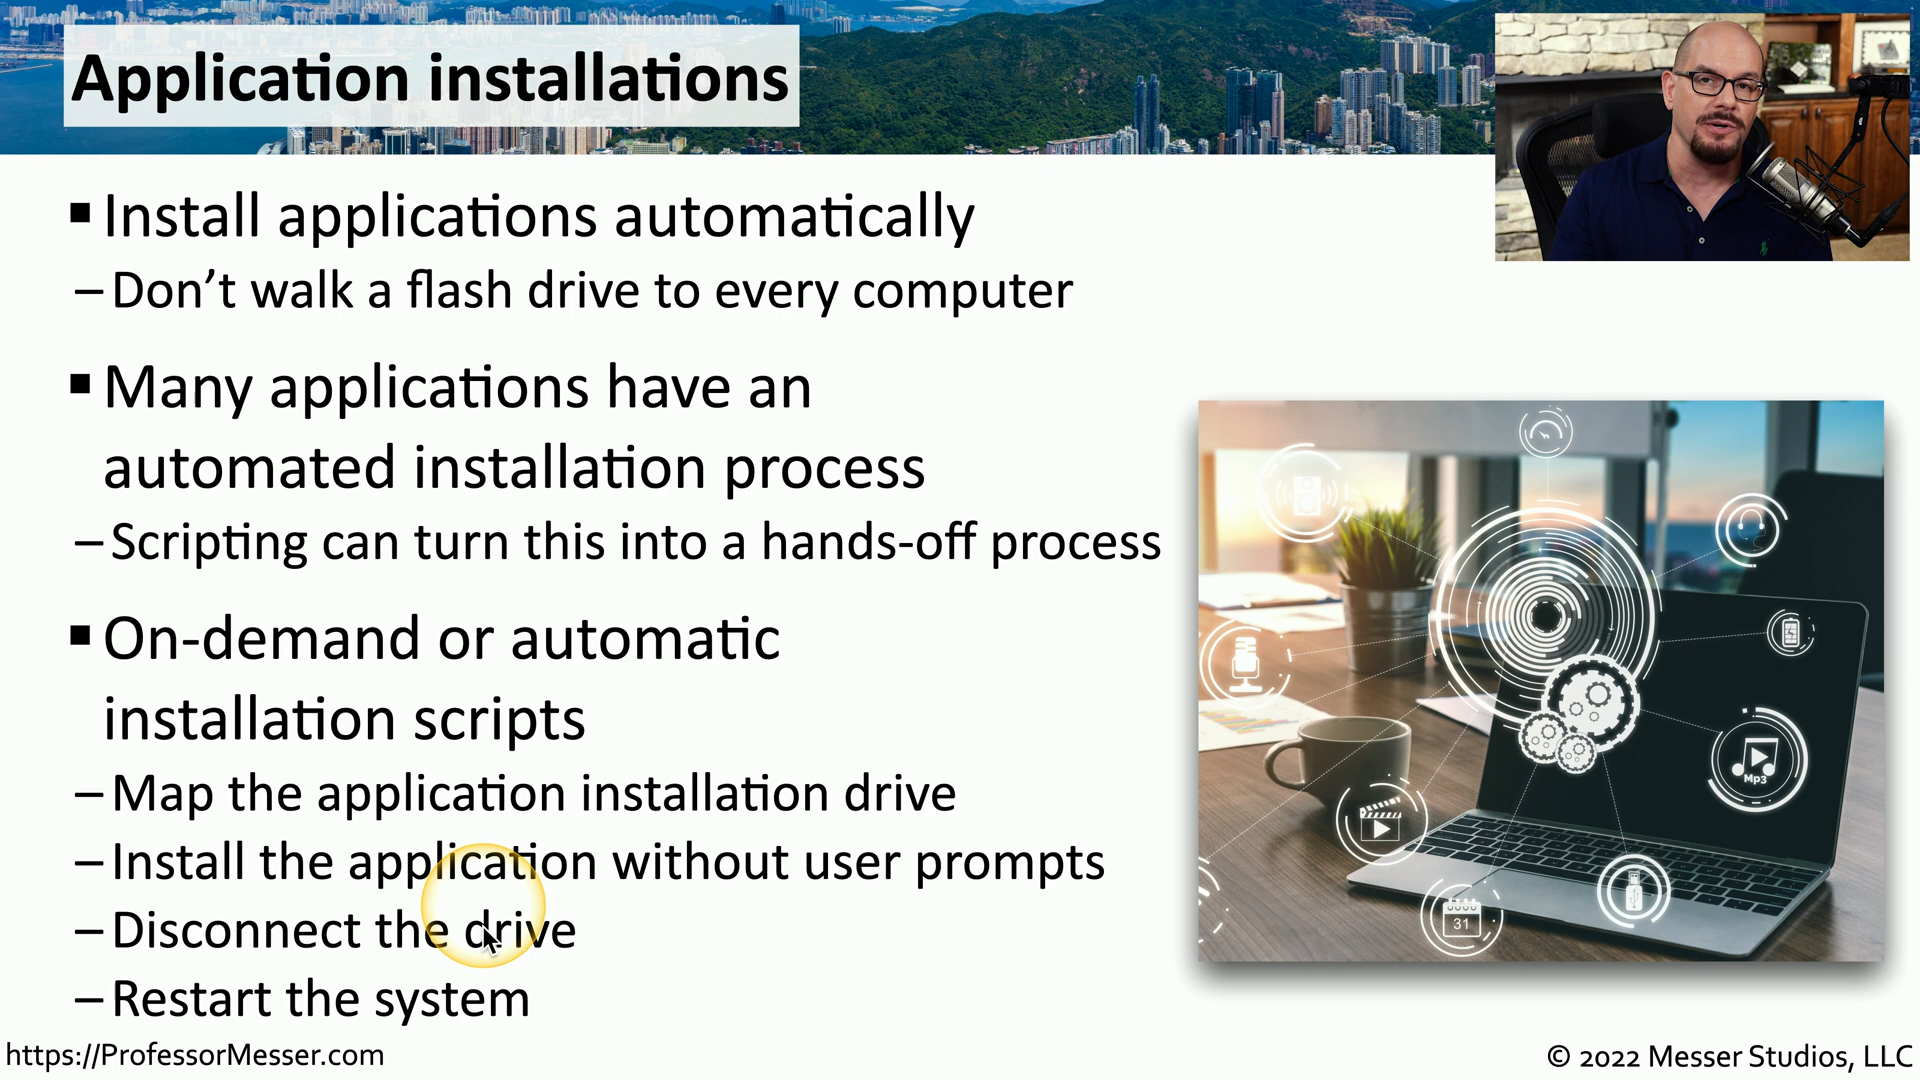 Application installations
▪ Install applications automatically
– Don’t walk a flash drive to every computer
▪ Many applications have an
automated installation process
– Scripting can turn this into a hands-off process
▪ On-demand or automatic
installation scripts
– Map the application installation drive
– Install the application without user prompts
– Disconnect the drive
– Restart the system
Mp3
31
https://ProfessorMesser.com
© 2022 Messer Studios, LLC